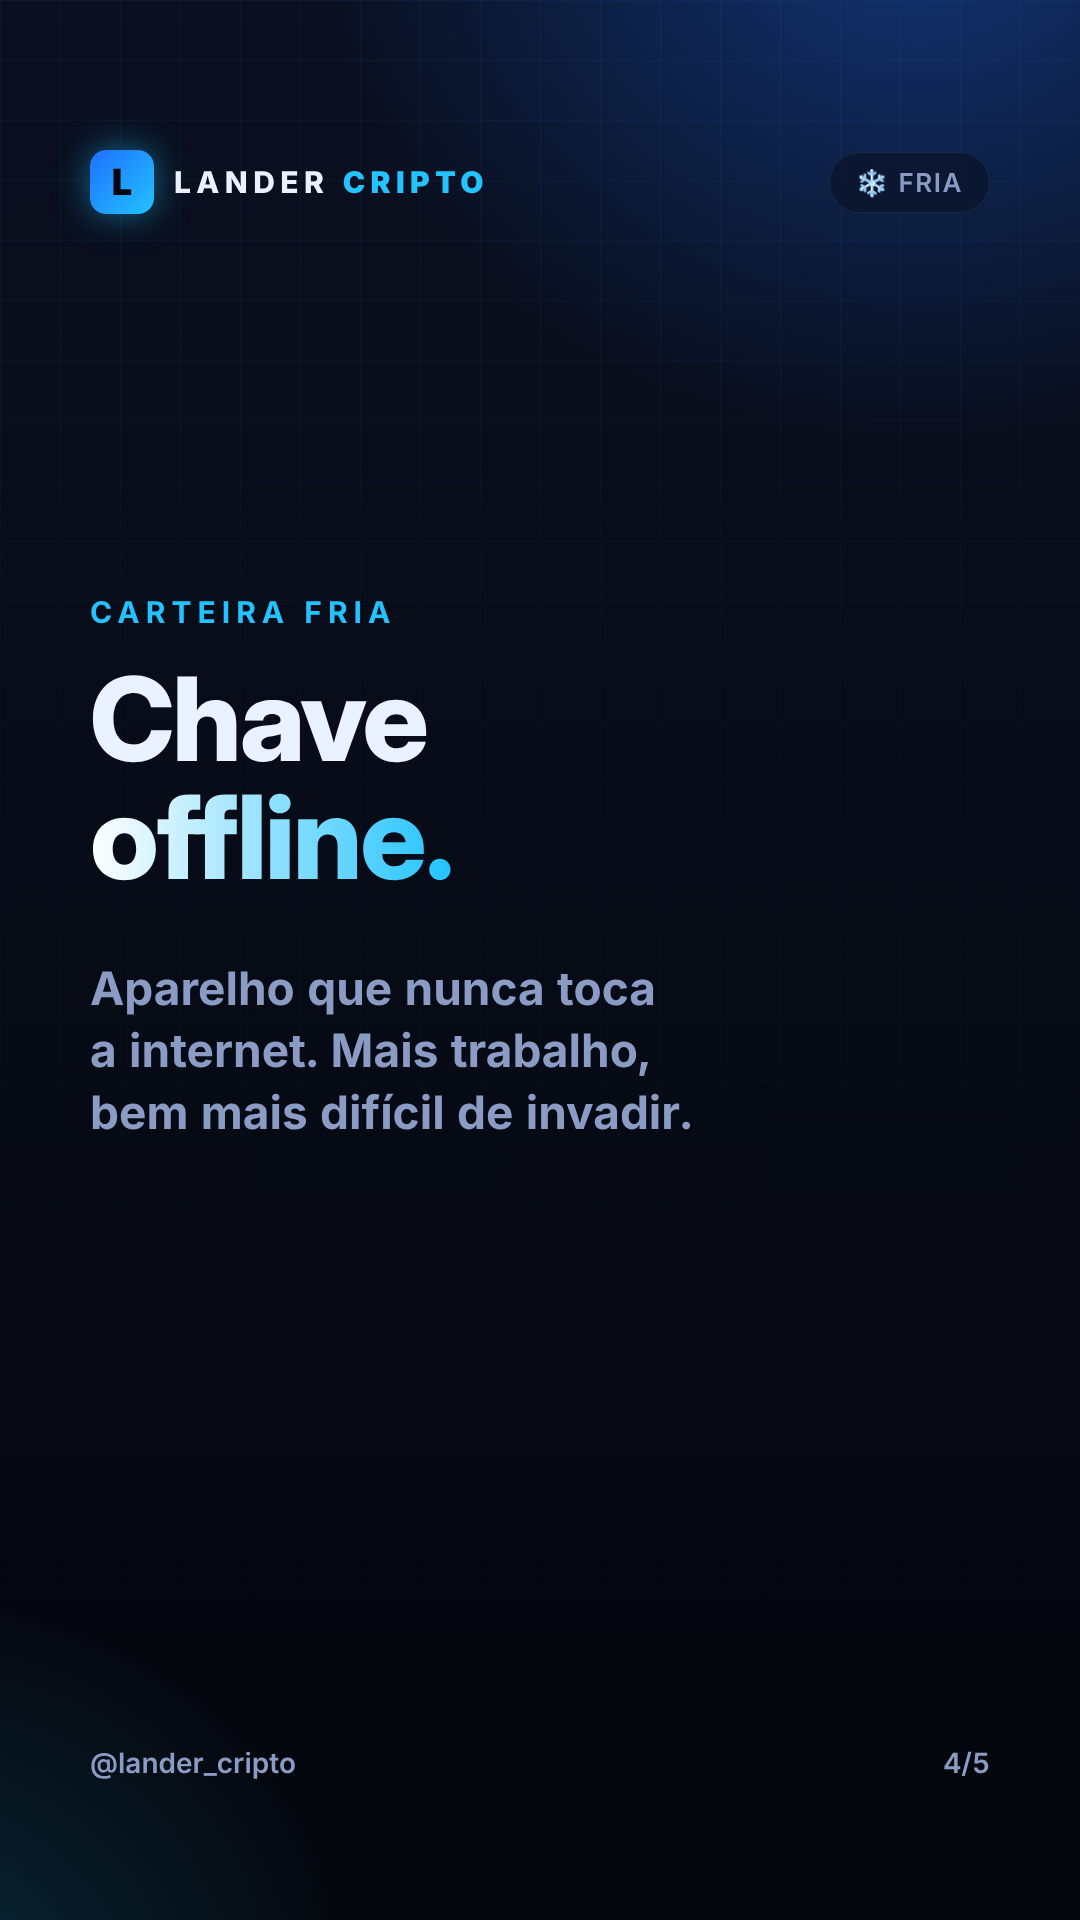 L LANDER CRIPTO
❄️ FRIA
CARTEIRA FRIA
Chave
offline.
Aparelho que nunca toca
a internet. Mais trabalho,
bem mais difícil de invadir.
@lander_cripto
4/5